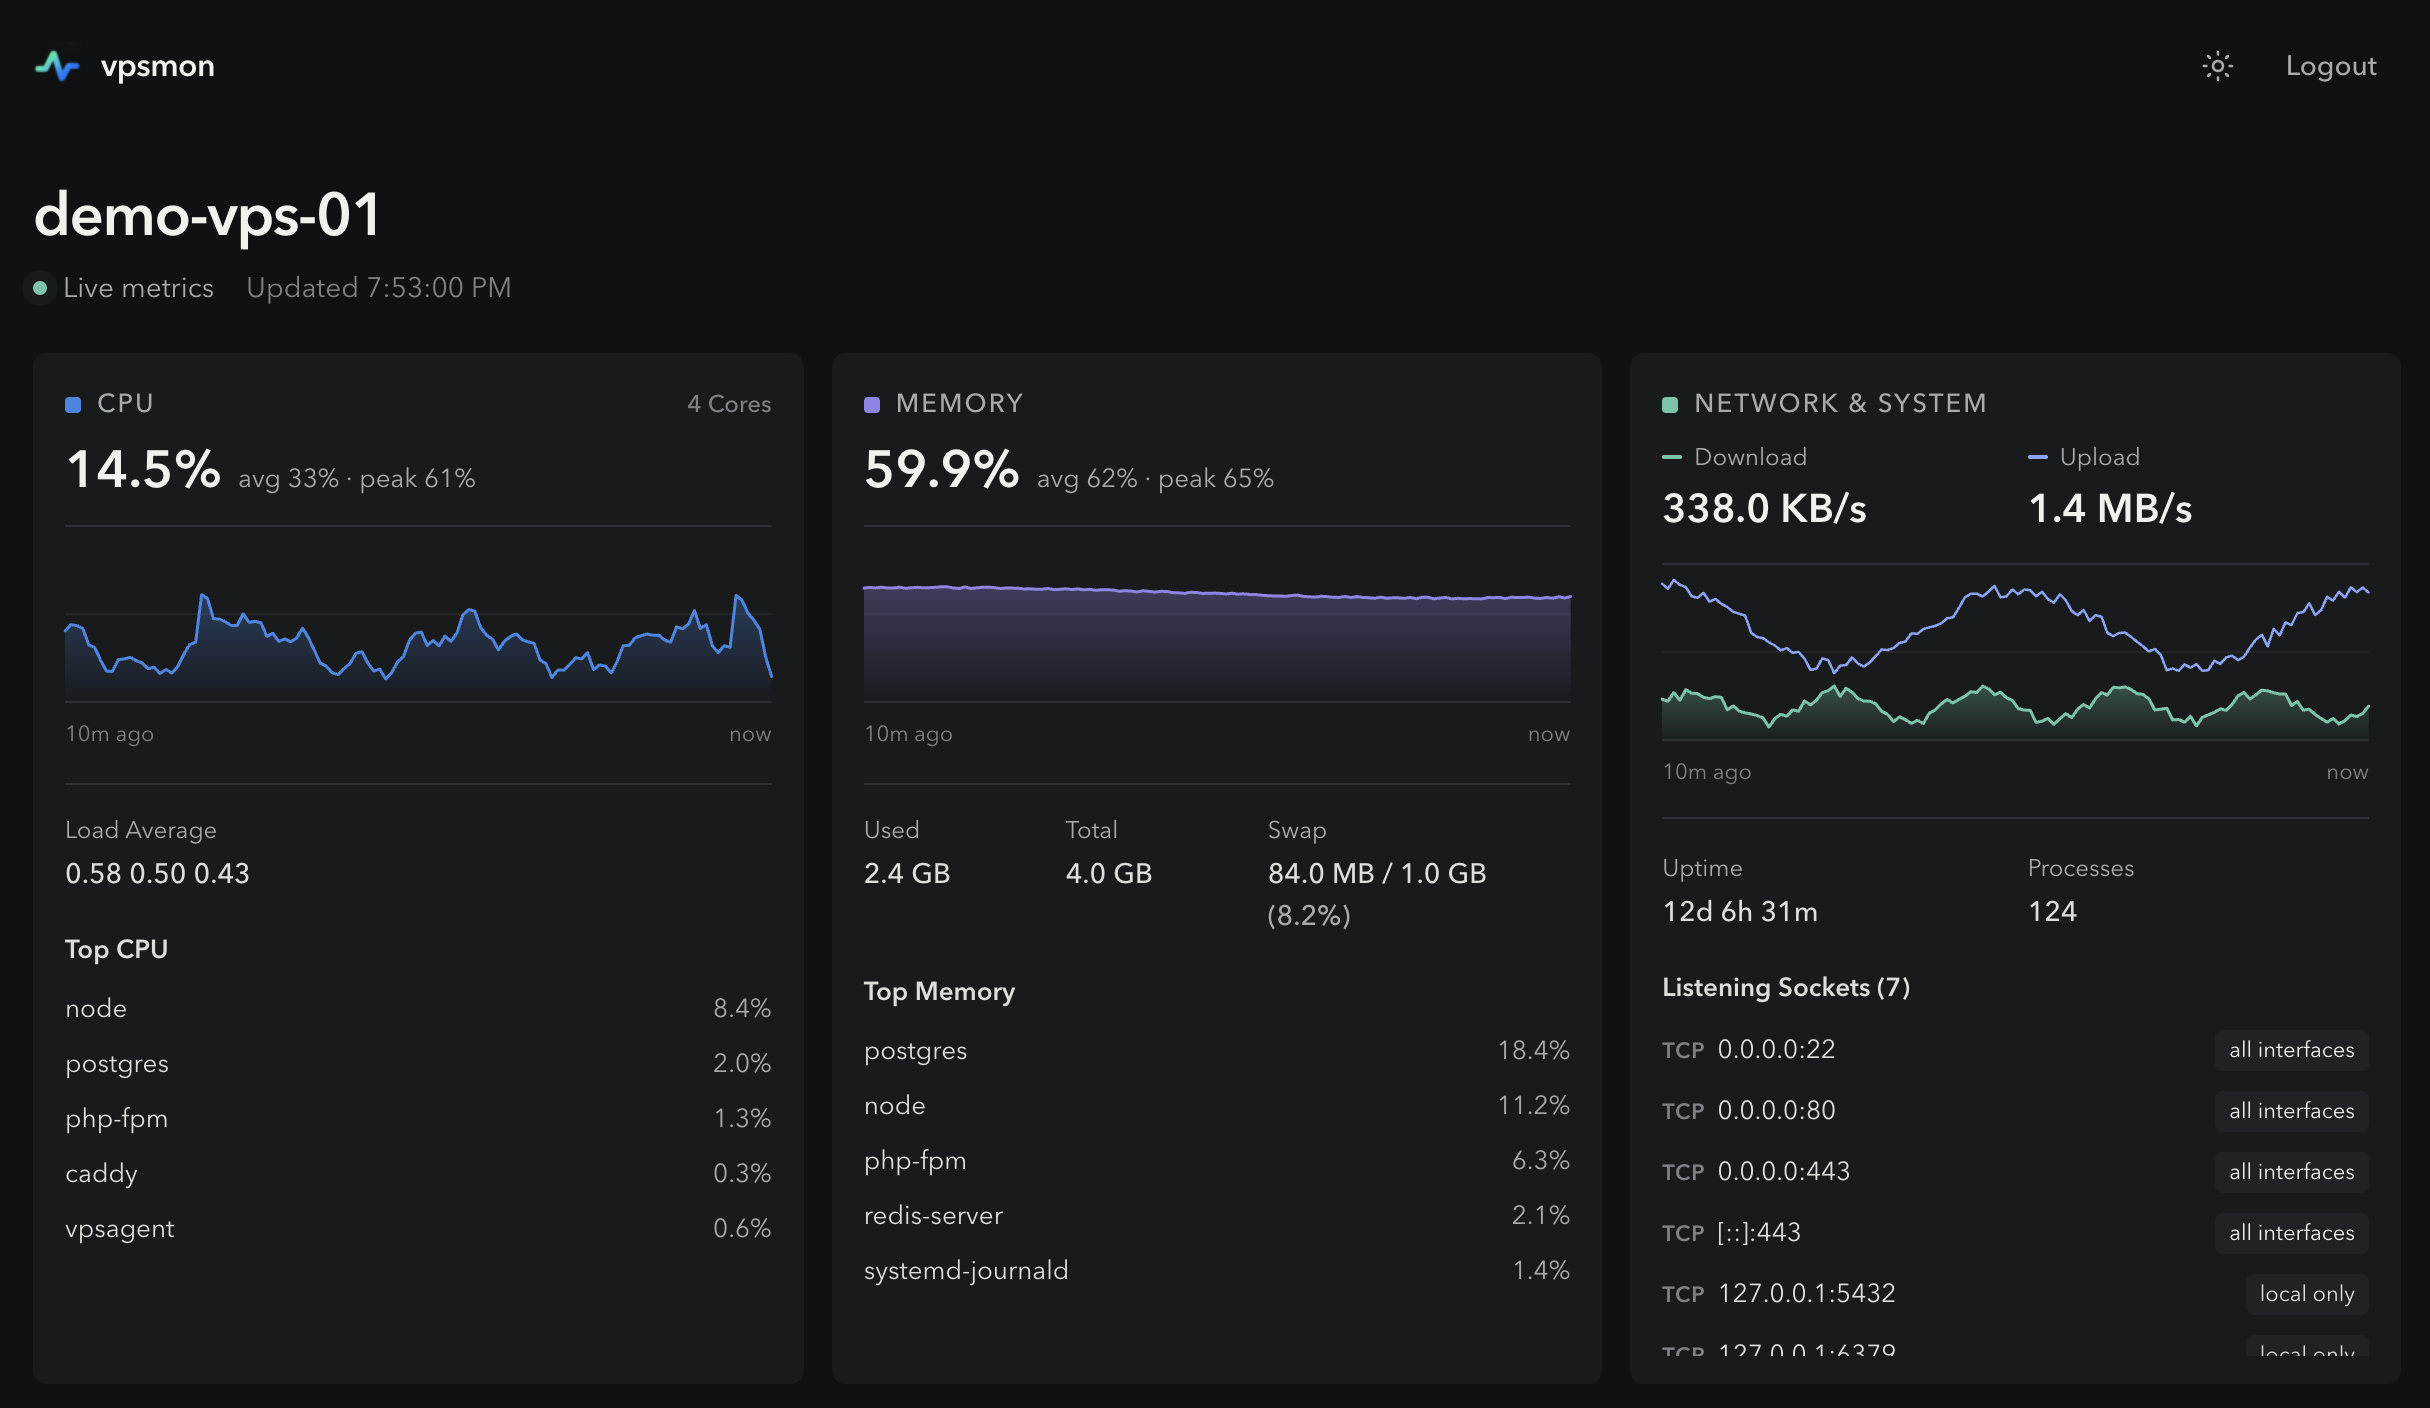 vpsmon
Logout
demo-vps-01
Live metrics Updated 7:53:00 PM
CPU 4 Cores
14.5% avg 33% · peak 61%
10m ago now
Load Average
0.58 0.50 0.43
Top CPU
node 8.4%
postgres 2.0%
php-fpm 1.3%
caddy 0.3%
vpsagent 0.6%
MEMORY
59.9% avg 62% · peak 65%
10m ago now
Used Total Swap
2.4 GB 4.0 GB 84.0 MB / 1.0 GB
(8.2%)
Top Memory
postgres 18.4%
node 11.2%
php-fpm 6.3%
redis-server 2.1%
systemd-journald 1.4%
NETWORK & SYSTEM
Download Upload
338.0 KB/s 1.4 MB/s
10m ago now
Uptime Processes
12d 6h 31m 124
Listening Sockets (7)
TCP 0.0.0.0:22 all interfaces
TCP 0.0.0.0:80 all interfaces
TCP 0.0.0.0:443 all interfaces
TCP [::]:443 all interfaces
TCP 127.0.0.1:5432 local only
TCP 127.0.0.1:6379 local only